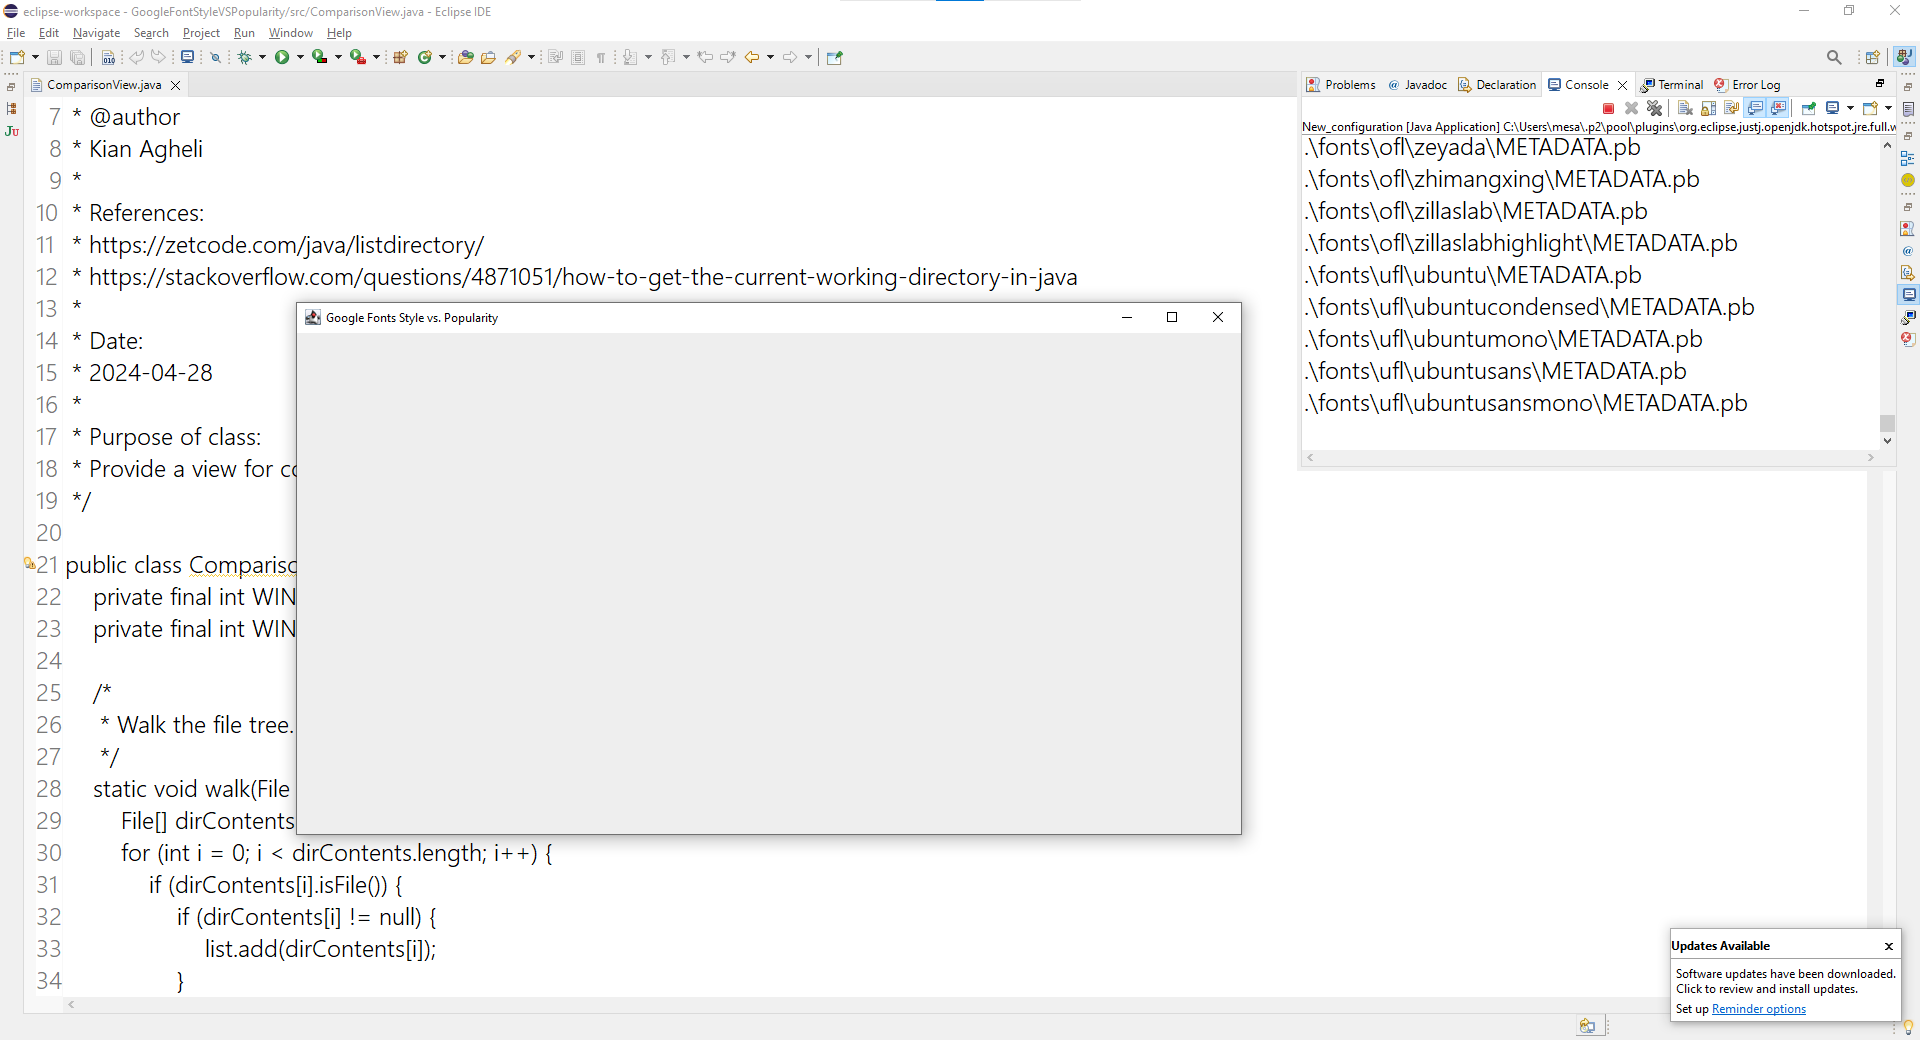 eclipse-workspace - GoogleFontStyleVSPopularity/src/ComparisonView.java - Eclipse IDE
File Edit Navigate Search Project Run Window Help
ComparisonView.java
7 * @author
8 * Kian Agheli
9 *
10 * References:
11 * https://zetcode.com/java/listdirectory/
12 * https://stackoverflow.com/questions/4871051/how-to-get-the-current-working-directory-in-java
13 *
14 * Date:
15 * 2024-04-28
16 *
17 * Purpose of class:
18 * Provide a view for co
19 */
20
21 public class Compariso
22 private final int WIN
23 private final int WIN
24
25 /*
26 * Walk the file tree.
27 */
28 static void walk(File
29 File[] dirContents
30 for (int i = 0; i < dirContents.length; i++) {
31 if (dirContents[i].isFile()) {
32 if (dirContents[i] != null) {
33 list.add(dirContents[i]);
34 }
Google Fonts Style vs. Popularity
Problems Javadoc Declaration Console Terminal Error Log
New_configuration [Java Application] C:\Users\mesa\.p2\pool\plugins\org.eclipse.justj.openjdk.hotspot.jre.full.w
.\fonts\ofl\zeyada\METADATA.pb
.\fonts\ofl\zhimangxing\METADATA.pb
.\fonts\ofl\zillaslab\METADATA.pb
.\fonts\ofl\zillaslabhighlight\METADATA.pb
.\fonts\ufl\ubuntu\METADATA.pb
.\fonts\ufl\ubuntucondensed\METADATA.pb
.\fonts\ufl\ubuntumono\METADATA.pb
.\fonts\ufl\ubuntusans\METADATA.pb
.\fonts\ufl\ubuntusansmono\METADATA.pb
Updates Available
Software updates have been downloaded.
Click to review and install updates.
Set up Reminder options